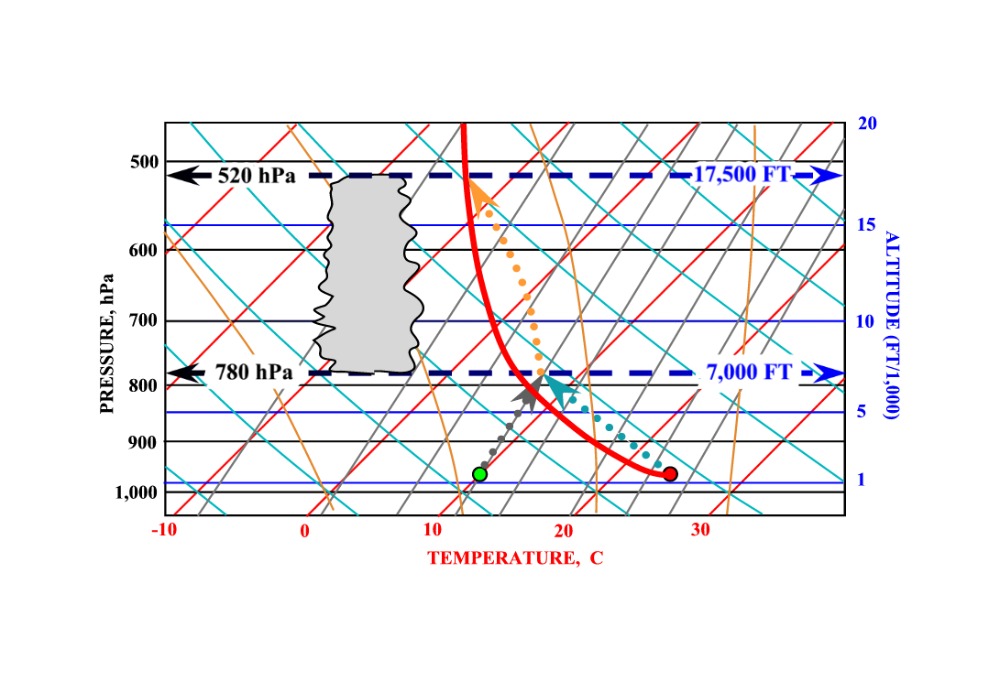 20
500
520 hPa
17,500 FT
15
600
ALTITUDE (FT/1,000)
PRESSSURE, hPa
700
10
780 hPa
7,000 FT
800
5
900
1
1,000
-10
0
10
20
30
TEMPERATURE, C